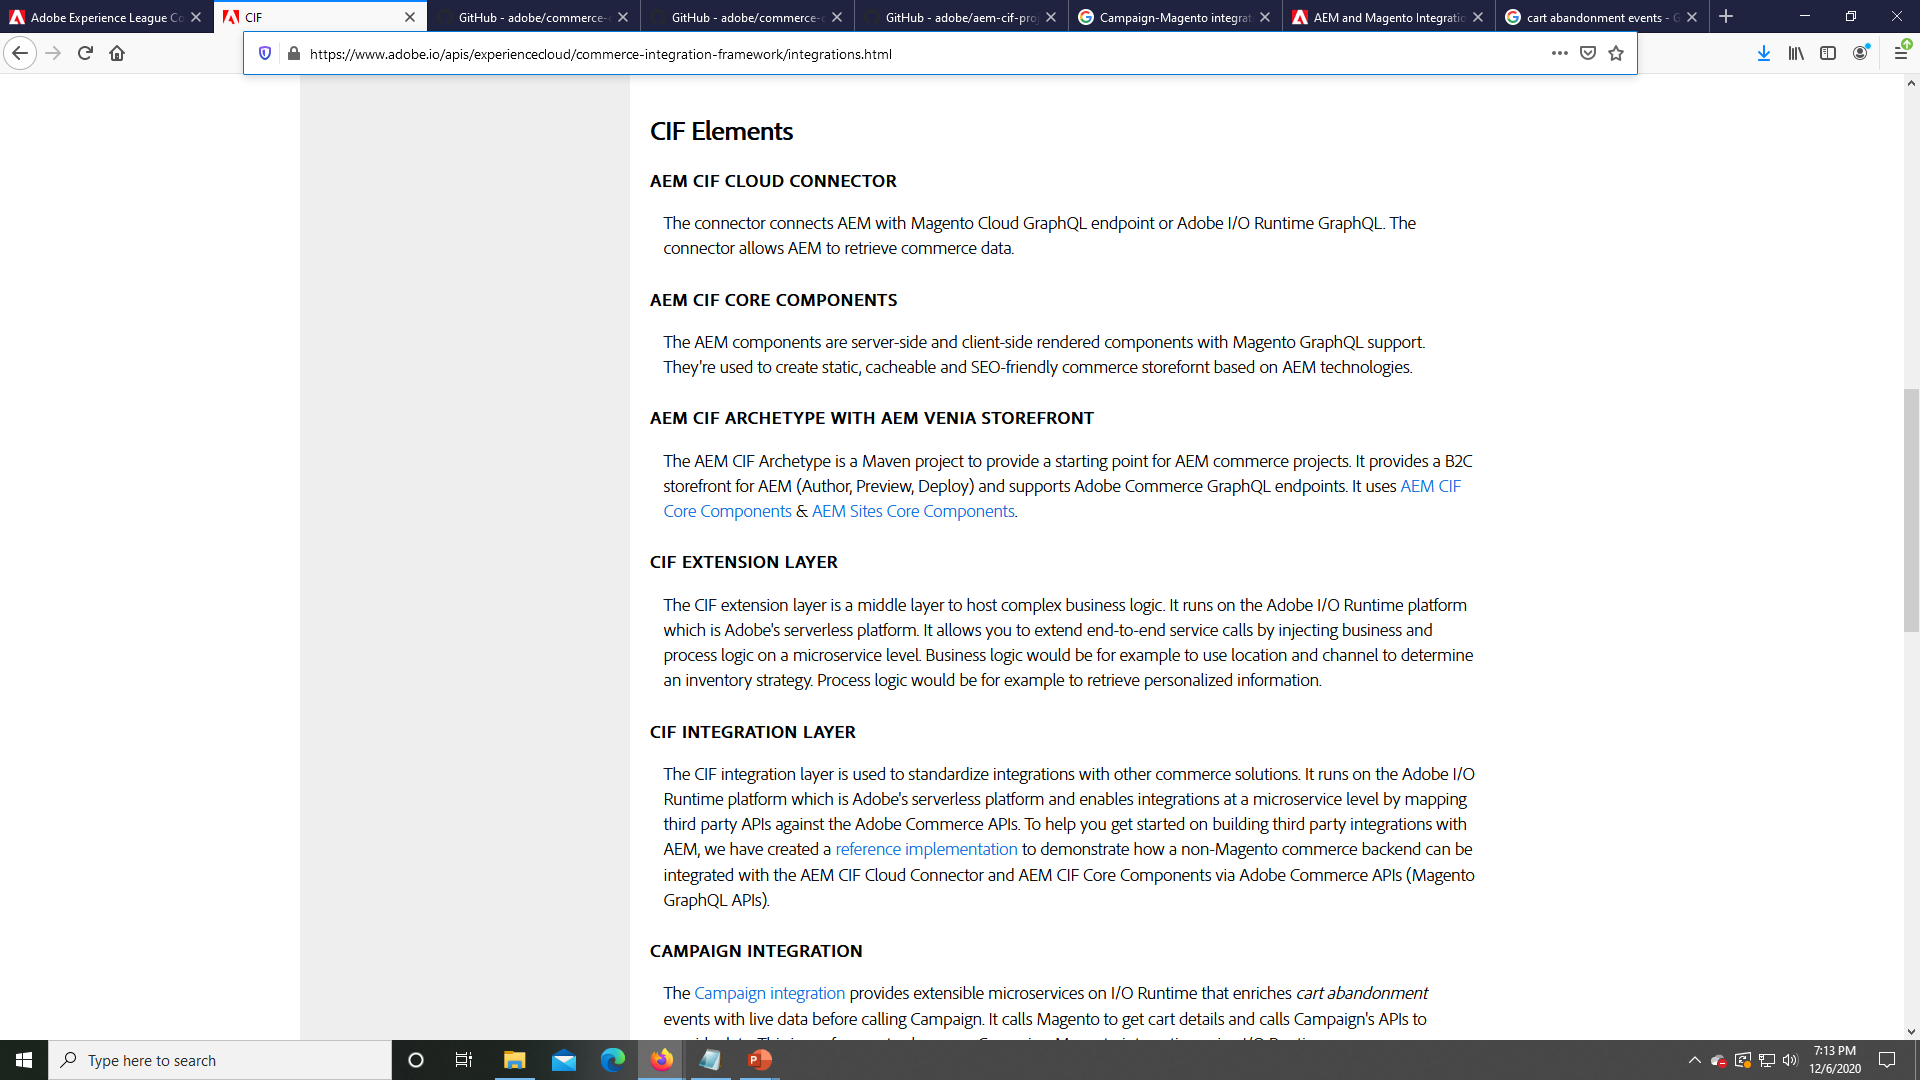 Adobe Experience League Co
CIF
GitHub - adobe/commerce-
GitHub - adobe/commerce-
GitHub - adobe/aem-cif-proj
Campaign-Magento integrat
AEM and Magento Integratio
cart abandonment events - G
https://www.adobe.io/apis/experiencecloud/commerce-integration-framework/integrations.html
CIF Elements
AEM CIF CLOUD CONNECTOR
The connector connects AEM with Magento Cloud GraphQL endpoint or Adobe I/O Runtime GraphQL. The
connector allows AEM to retrieve commerce data.
AEM CIF CORE COMPONENTS
The AEM components are server-side and client-side rendered components with Magento GraphQL support.
They're used to create static, cacheable and SEO-friendly commerce storefornt based on AEM technologies.
AEM CIF ARCHETYPE WITH AEM VENIA STOREFRONT
The AEM CIF Archetype is a Maven project to provide a starting point for AEM commerce projects. It provides a B2C
storefront for AEM (Author, Preview, Deploy) and supports Adobe Commerce GraphQL endpoints. It uses AEM CIF
Core Components & AEM Sites Core Components.
CIF EXTENSION LAYER
The CIF extension layer is a middle layer to host complex business logic. It runs on the Adobe I/O Runtime platform
which is Adobe's serverless platform. It allows you to extend end-to-end service calls by injecting business and
process logic on a microservice level. Business logic would be for example to use location and channel to determine
an inventory strategy. Process logic would be for example to retrieve personalized information.
CIF INTEGRATION LAYER
The CIF integration layer is used to standardize integrations with other commerce solutions. It runs on the Adobe I/O
Runtime platform which is Adobe's serverless platform and enables integrations at a microservice level by mapping
third party APIs against the Adobe Commerce APIs. To help you get started on building third party integrations with
AEM, we have created a reference implementation to demonstrate how a non-Magento commerce backend can be
integrated with the AEM CIF Cloud Connector and AEM CIF Core Components via Adobe Commerce APIs (Magento
GraphQL APIs).
CAMPAIGN INTEGRATION
The Campaign integration provides extensible microservices on I/O Runtime that enriches cart abandonment
events with live data before calling Campaign. It calls Magento to get cart details and calls Campaign's APIs to
Type here to search
7:13 PM
12/6/2020